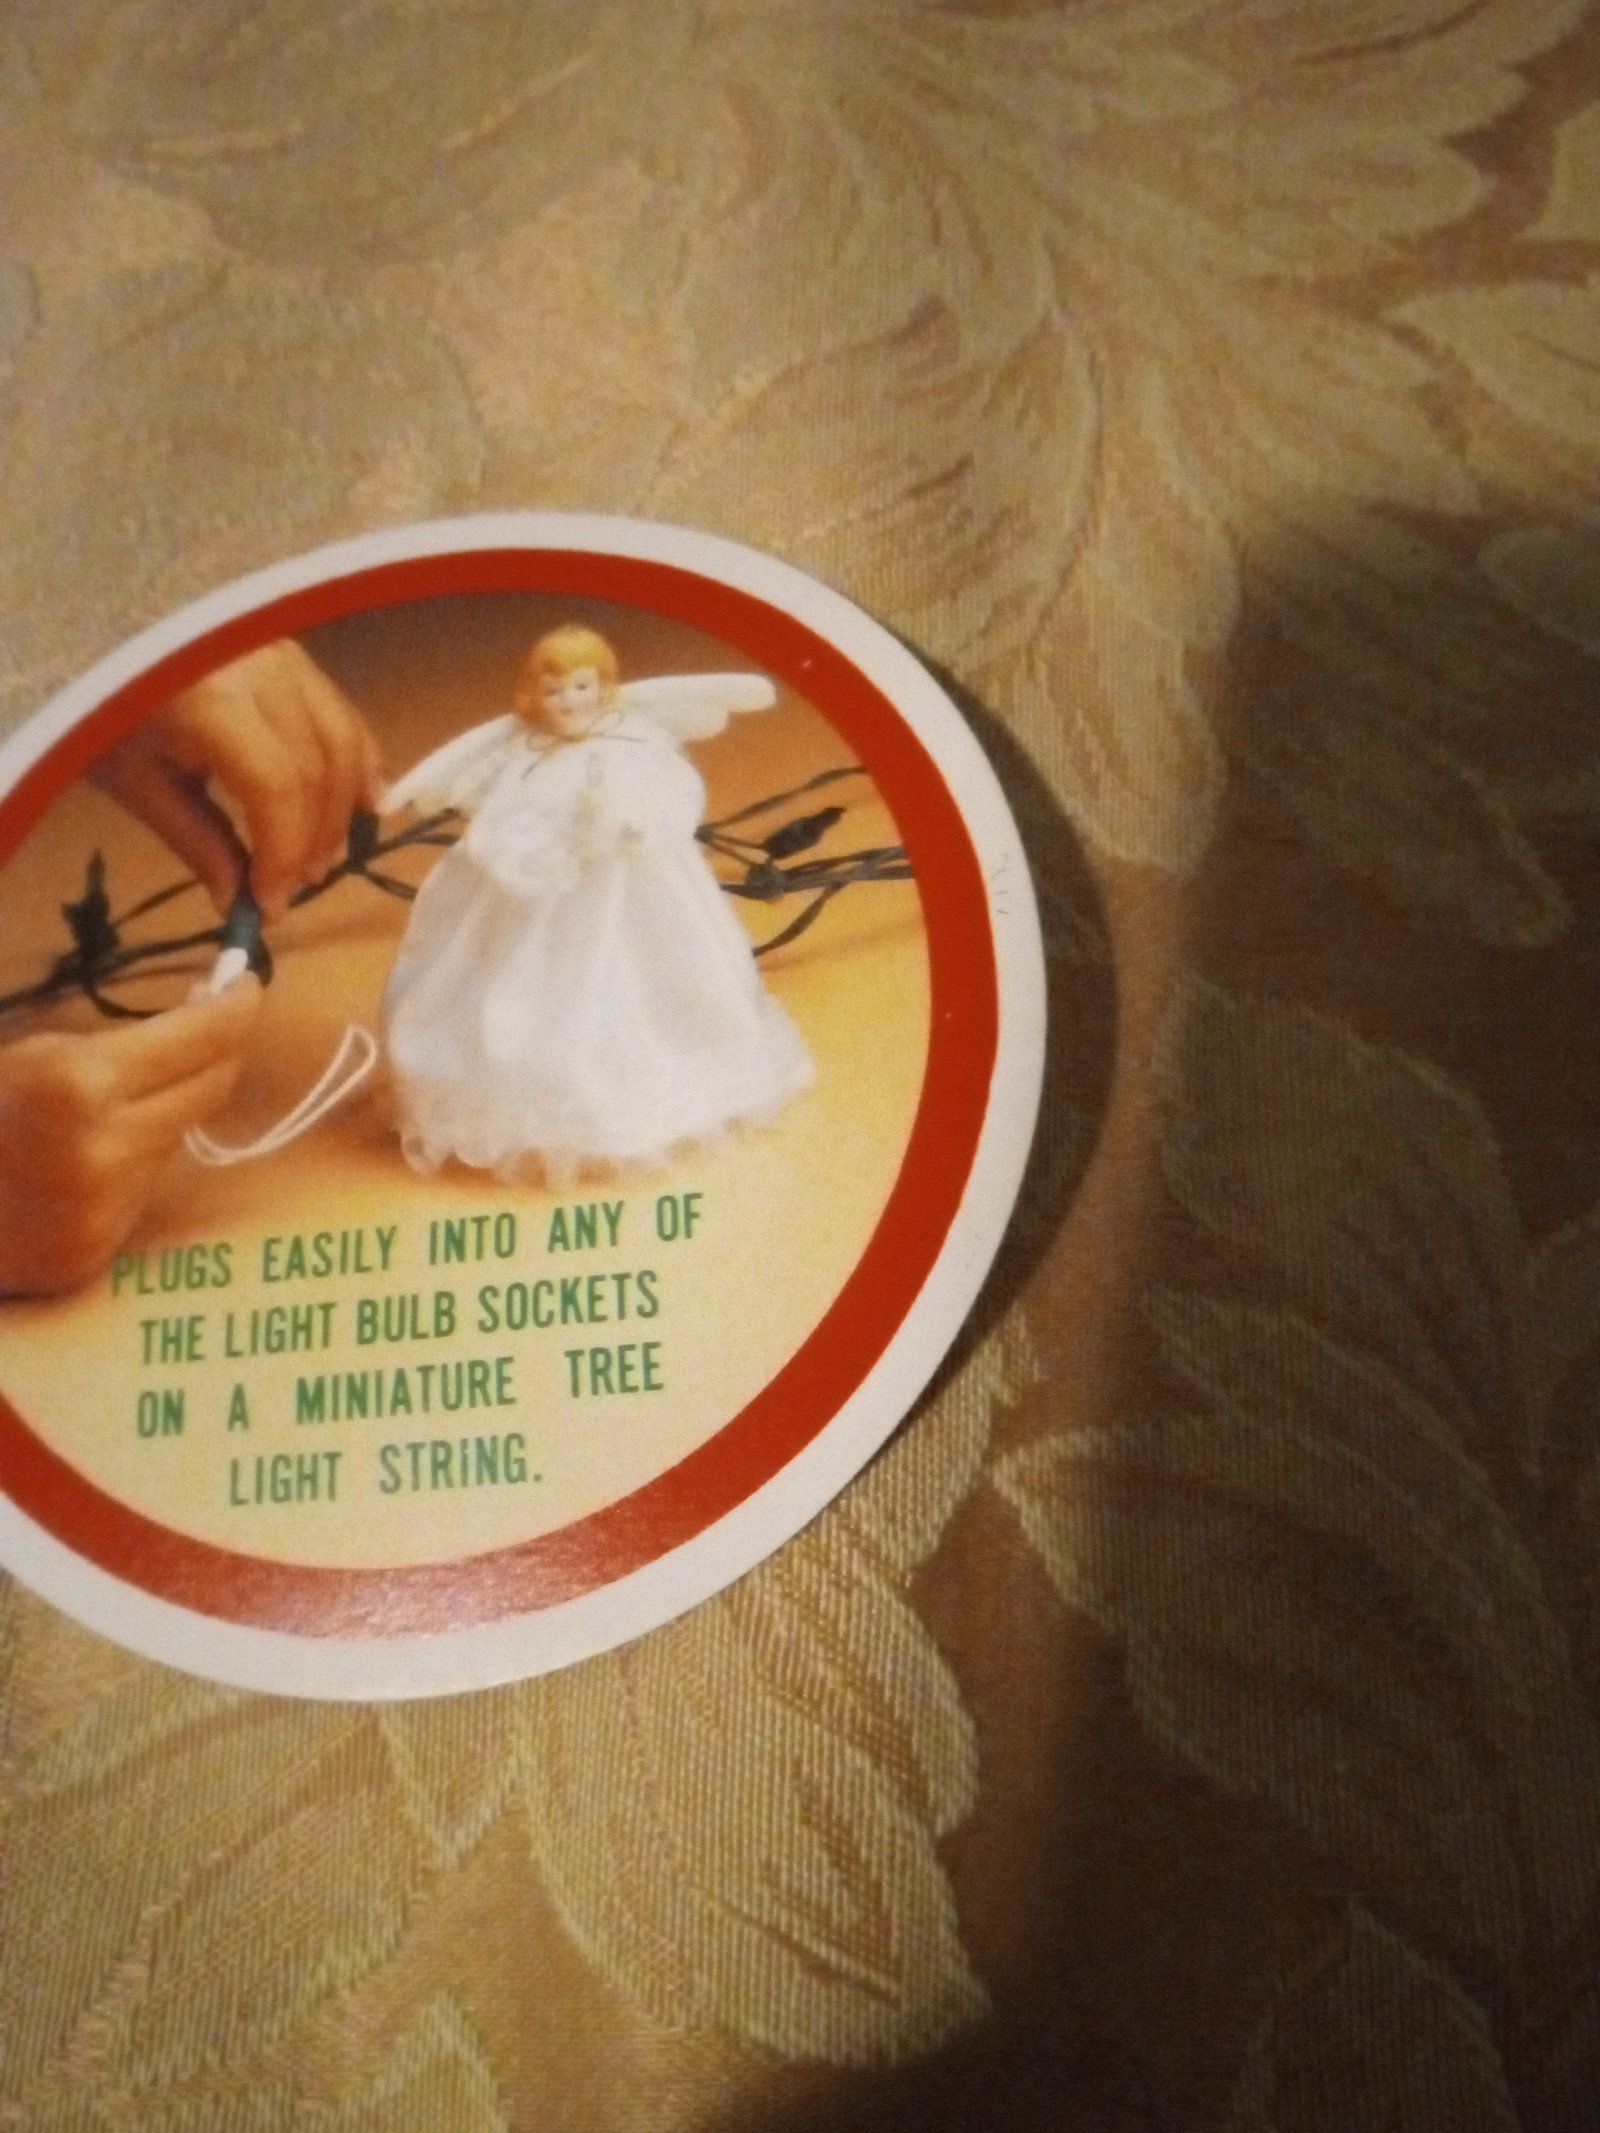 PLUGS EASILY INTO ANY OF
THE LIGHT BULB SOCKETS
ON A MINIATURE TREE
LIGHT STRING.